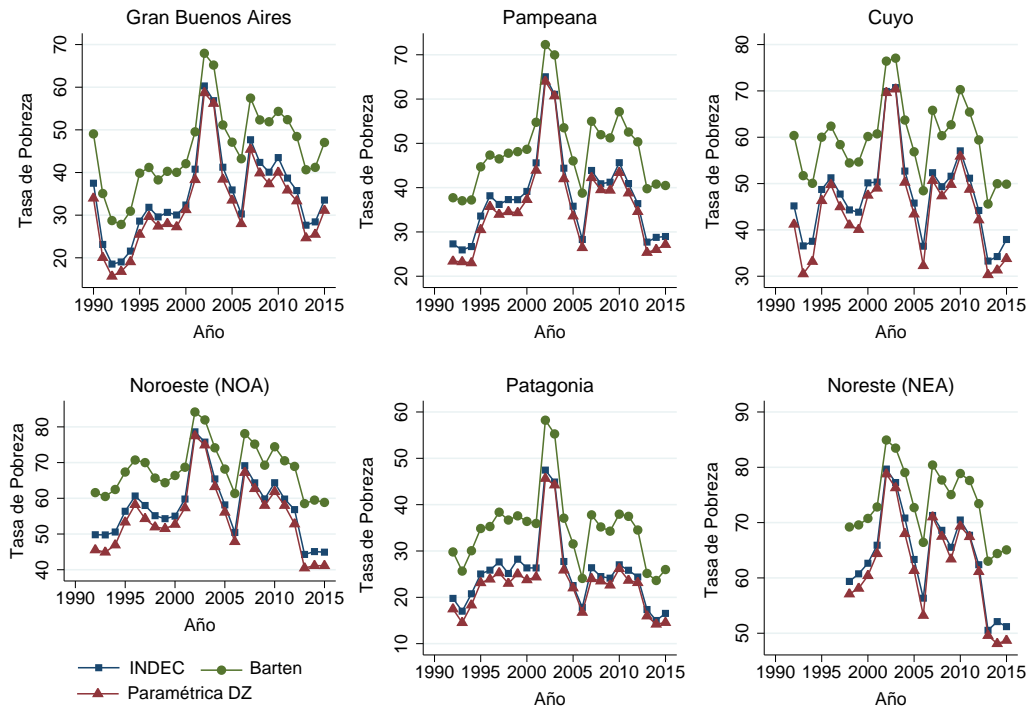 Gran Buenos Aires
Tasa de Pobreza
70
60
50
40
30
20
1990 1995 2000 2005 2010 2015
Año
Pampeana
Tasa de Pobreza
70
60
50
40
30
20
1990 1995 2000 2005 2010 2015
Año
Cuyo
Tasa de Pobreza
80
70
60
50
40
30
1990 1995 2000 2005 2010 2015
Año
Noroeste (NOA)
Tasa de Pobreza
80
70
60
50
40
1990 1995 2000 2005 2010 2015
Año
Patagonia
Tasa de Pobreza
60
50
40
30
20
10
1990 1995 2000 2005 2010 2015
Año
Noreste (NEA)
Tasa de Pobreza
90
80
70
60
50
1990 1995 2000 2005 2010 2015
Año
INDEC Barten
Paramétrica DZ